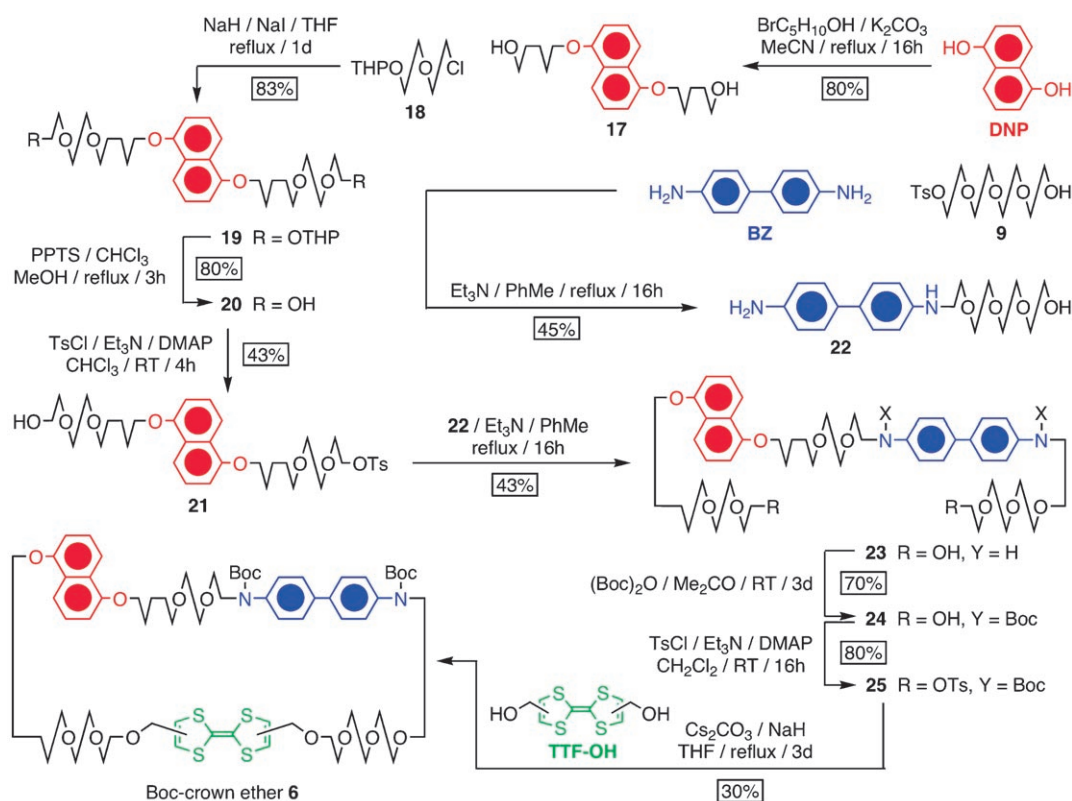 NaH / NaI / THF
reflux / 1d
83%
THPO O Cl
18
HO
O
O
OH
17
BrC5H10OH / K2CO3
MeCN / reflux / 16h
80%
HO
OH
DNP
R O O O
O O O R
19 R = OTHP
PPTS / CHCl3
MeOH / reflux / 3h
80%
20 R = OH
H2N NH2
BZ
TsO O O O OH
9
Et3N / PhMe / reflux / 16h
45%
H2N
H
N O O O OH
22
TsCl / Et3N / DMAP
CHCl3 / RT / 4h
43%
HO O O O
O O O OTs
21
22 / Et3N / PhMe
reflux / 16h
43%
O
O O O
X
N
X
N
O O R
R O O
23 R = OH, Y = H
(Boc)2O / Me2CO / RT / 3d
70%
24 R = OH, Y = Boc
TsCl / Et3N / DMAP
CH2Cl2 / RT / 16h
80%
25 R = OTs, Y = Boc
O
O O O
Boc
N
Boc
N
O O O
S S
S S
O O O
Boc-crown ether 6
HO
S S
S S
OH
TTF-OH
Cs2CO3 / NaH
THF / reflux / 3d
30%